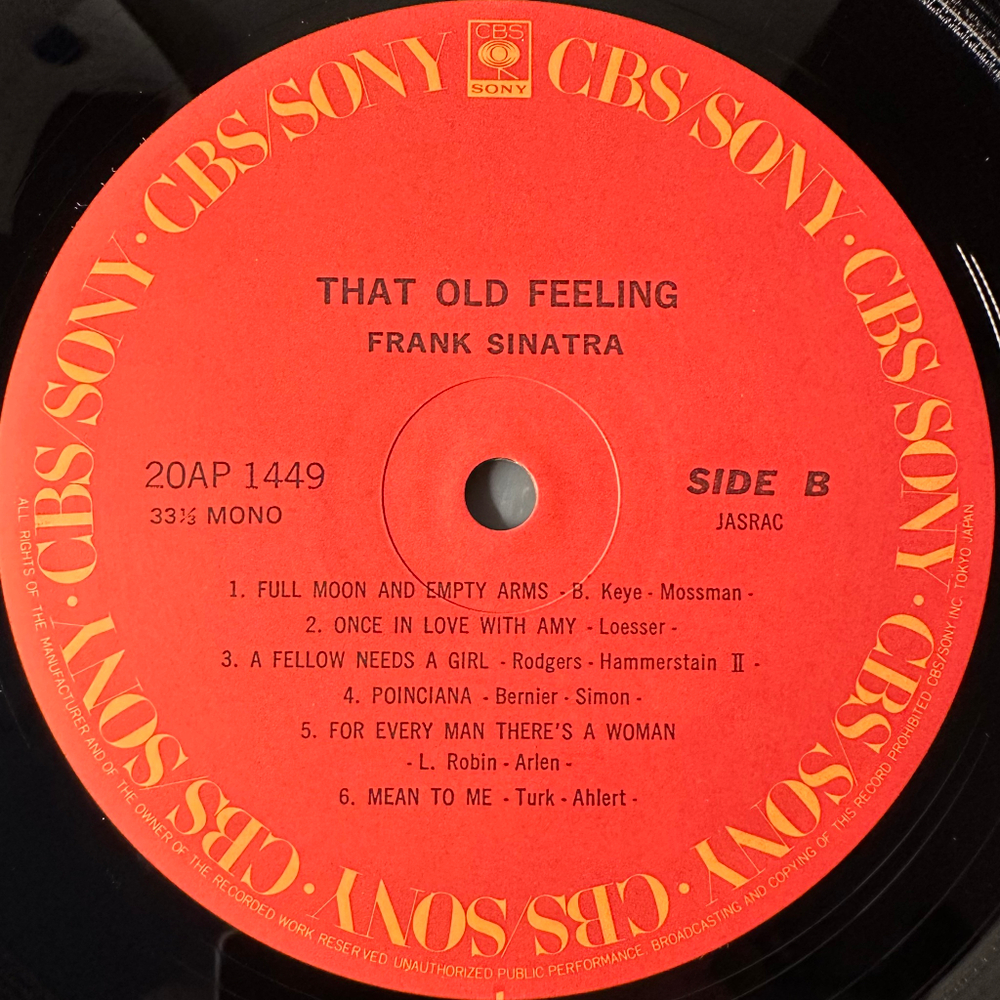 CBS
SONY
CBS/SONY · CBS/SONY · CBS/SONY · CBS/SONY · CBS/SONY · CBS/SONY · CBS/SONY · CBS/SONY
THAT OLD FEELING
FRANK SINATRA
20AP 1449
SIDE B
33⅓ MONO
JASRAC
1. FULL MOON AND EMPTY ARMS - B. Keye - Mossman -
2. ONCE IN LOVE WITH AMY - Loesser -
3. A FELLOW NEEDS A GIRL - Rodgers - Hammerstain Ⅱ -
4. POINCIANA - Bernier - Simon -
5. FOR EVERY MAN THERE'S A WOMAN
- L. Robin - Arlen -
6. MEAN TO ME - Turk - Ahlert -
ALL RIGHTS OF THE MANUFACTURER AND OF THE OWNER OF THE RECORDED WORK RESERVED UNAUTHORIZED PUBLIC PERFORMANCE BROADCASTING AND COPYING OF THIS RECORD PROHIBITED. CBS/SONY INC. TOKYO JAPAN